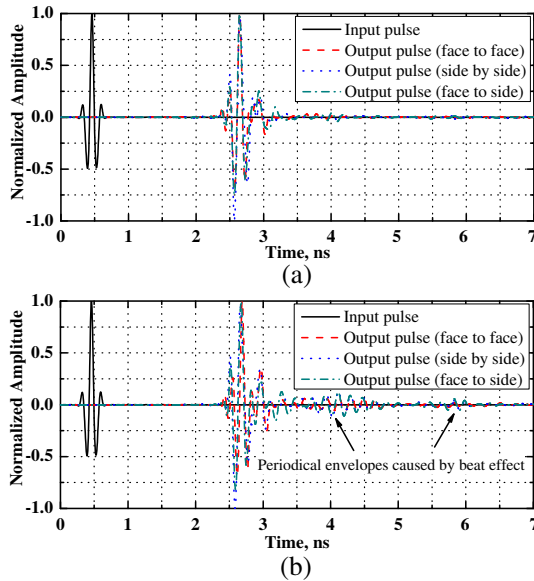 1.0
0.5
0.0
-0.5
-1.0
Normalized Amplitude
Input pulse
Output pulse (face to face)
Output pulse (side by side)
Output pulse (face to side)
0 1 2 3 4 5 6 7
Time, ns
(a)
1.0
0.5
0.0
-0.5
-1.0
Normalized Amplitude
Input pulse
Output pulse (face to face)
Output pulse (side by side)
Output pulse (face to side)
Periodical envelopes caused by beat effect
0 1 2 3 4 5 6 7
Time, ns
(b)